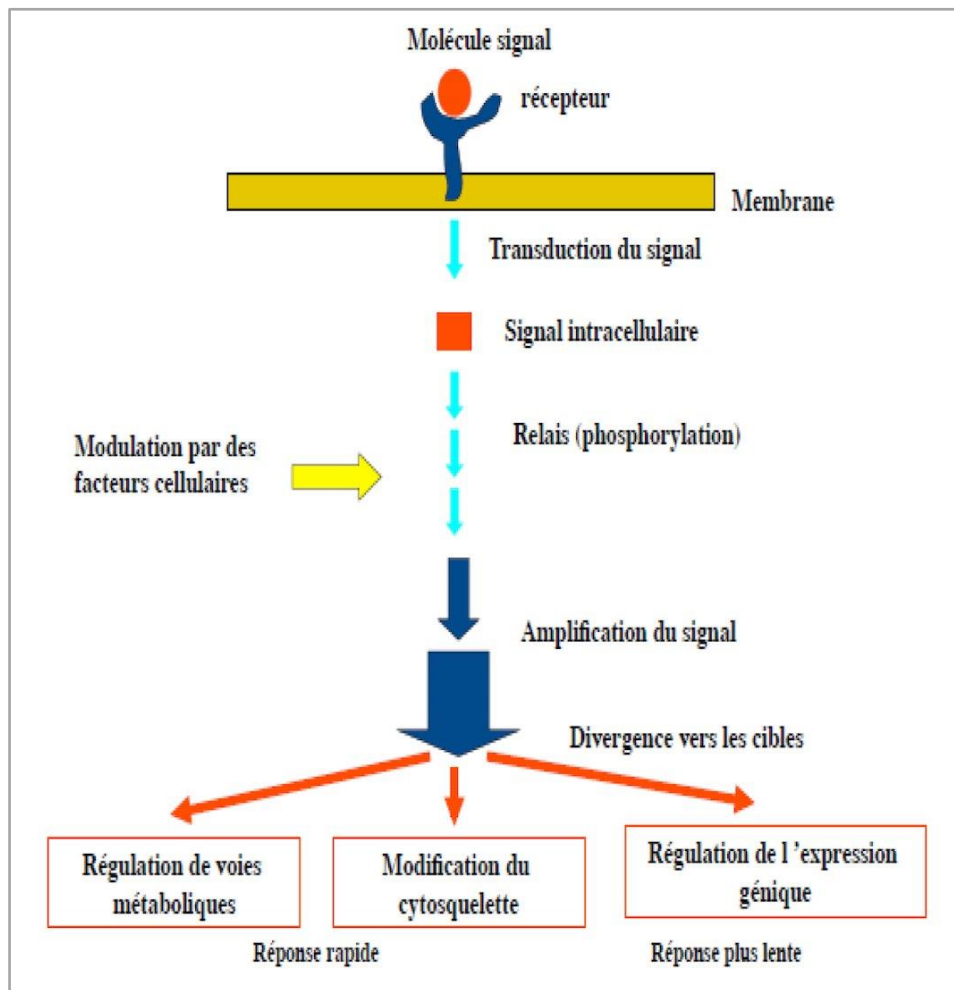 Molécule signal
récepteur
Membrane
Transduction du signal
Signal intracellulaire
Relais (phosphorylation)
Modulation par des
facteurs cellulaires
Amplification du signal
Divergence vers les cibles
Régulation de voies
métaboliques
Modification du
cytosquelette
Régulation de l ’expression
génique
Réponse rapide
Réponse plus lente